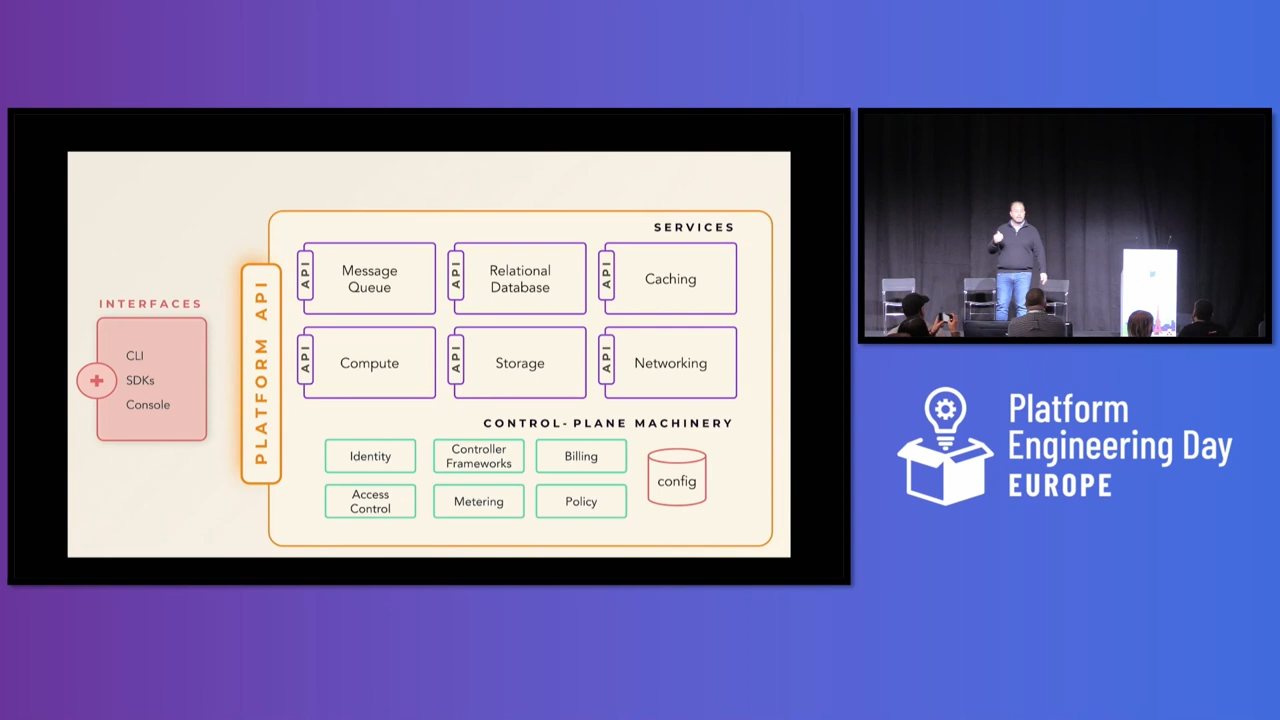 INTERFACES
CLI
SDKs
Console
PLATFORM API
SERVICES
API
Message
Queue
API
Relational
Database
API
Caching
API
Compute
API
Storage
API
Networking
CONTROL-PLANE MACHINERY
Identity
Controller
Frameworks
Billing
Access
Control
Metering
Policy
config
Platform
Engineering Day
EUROPE